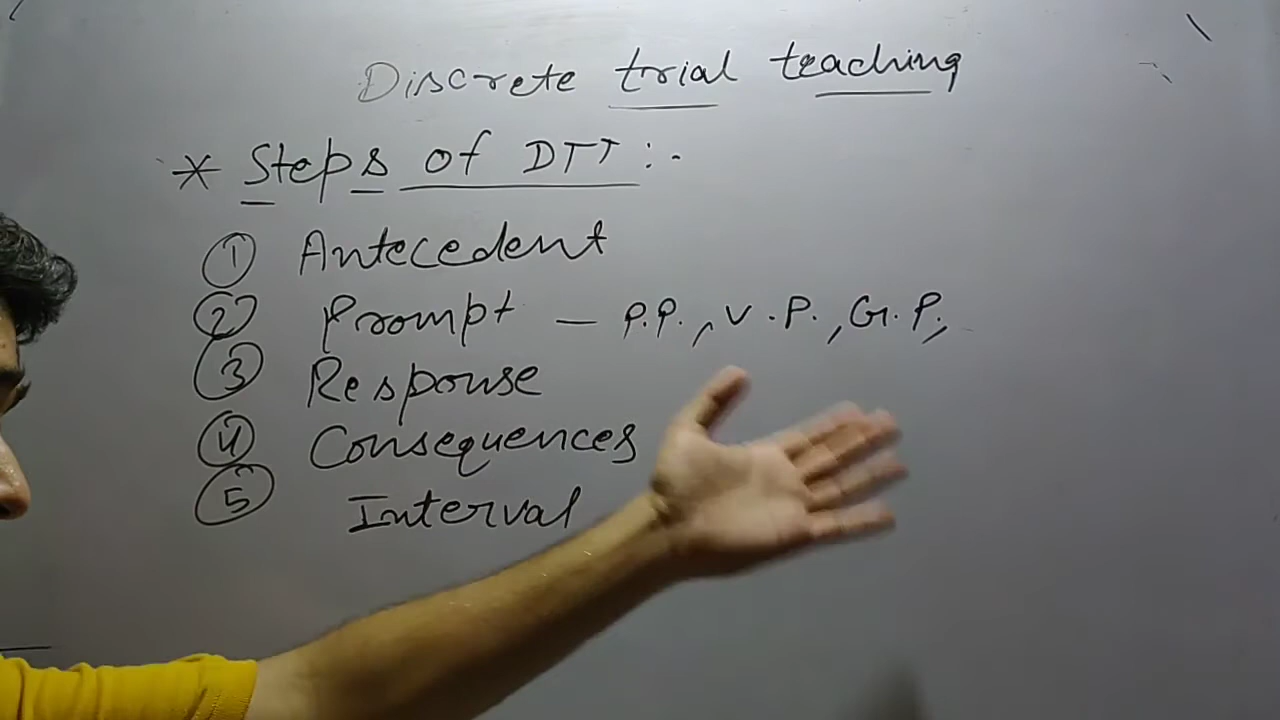 Discrete trial teaching
* Steps of DTT :-
① Antecedent
② Prompt — P.P., V.P., G.P.,
③ Response
④ Consequences
⑤ Interval